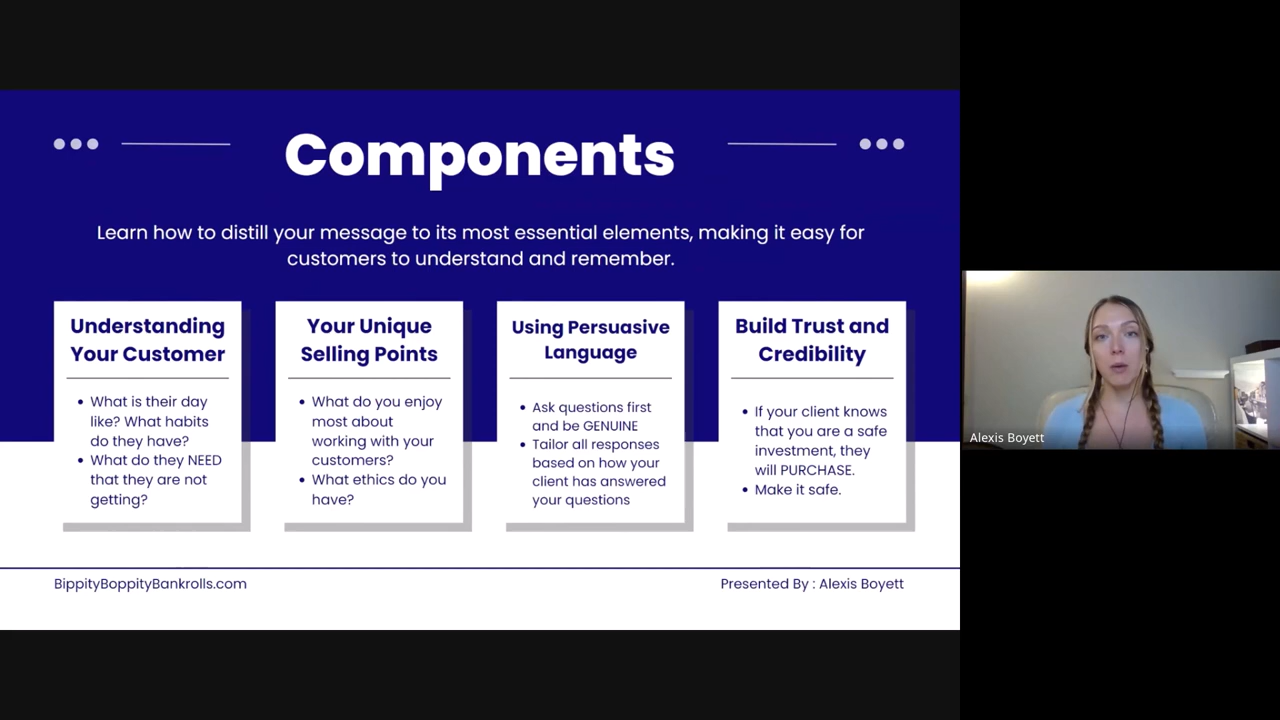 Components
Learn how to distill your message to its most essential elements, making it easy for
customers to understand and remember.
Understanding
Your Customer
What is their day
like? What habits
do they have?
What do they NEED
that they are not
getting?
Your Unique
Selling Points
What do you enjoy
most about
working with your
customers?
What ethics do you
have?
Using Persuasive
Language
Ask questions first
and be GENUINE
Tailor all responses
based on how your
client has answered
your questions
Build Trust and
Credibility
If your client knows
that you are a safe
investment, they
will PURCHASE.
Make it safe.
BippityBoppityBankrolls.com
Presented By : Alexis Boyett
Alexis Boyett